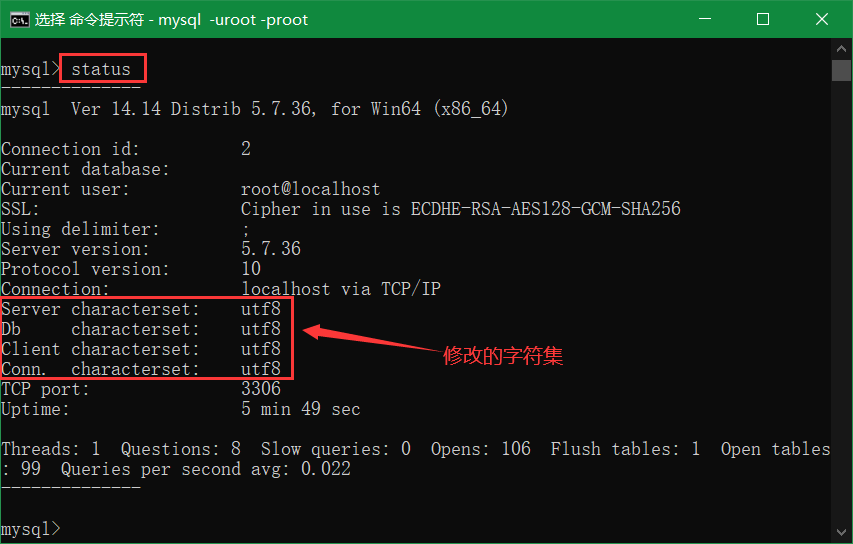 选择 命令提示符 - mysql  -uroot -proot
mysql> status
--------------
mysql  Ver 14.14 Distrib 5.7.36, for Win64 (x86_64)
Connection id:          2
Current database:
Current user:           root@localhost
SSL:                    Cipher in use is ECDHE-RSA-AES128-GCM-SHA256
Using delimiter:        ;
Server version:         5.7.36
Protocol version:       10
Connection:             localhost via TCP/IP
Server characterset:    utf8
Db     characterset:    utf8
Client characterset:    utf8
Conn.  characterset:    utf8
修改的字符集
TCP port:               3306
Uptime:                 5 min 49 sec
Threads: 1  Questions: 8  Slow queries: 0  Opens: 106  Flush tables: 1  Open tables
: 99  Queries per second avg: 0.022
--------------
mysql>